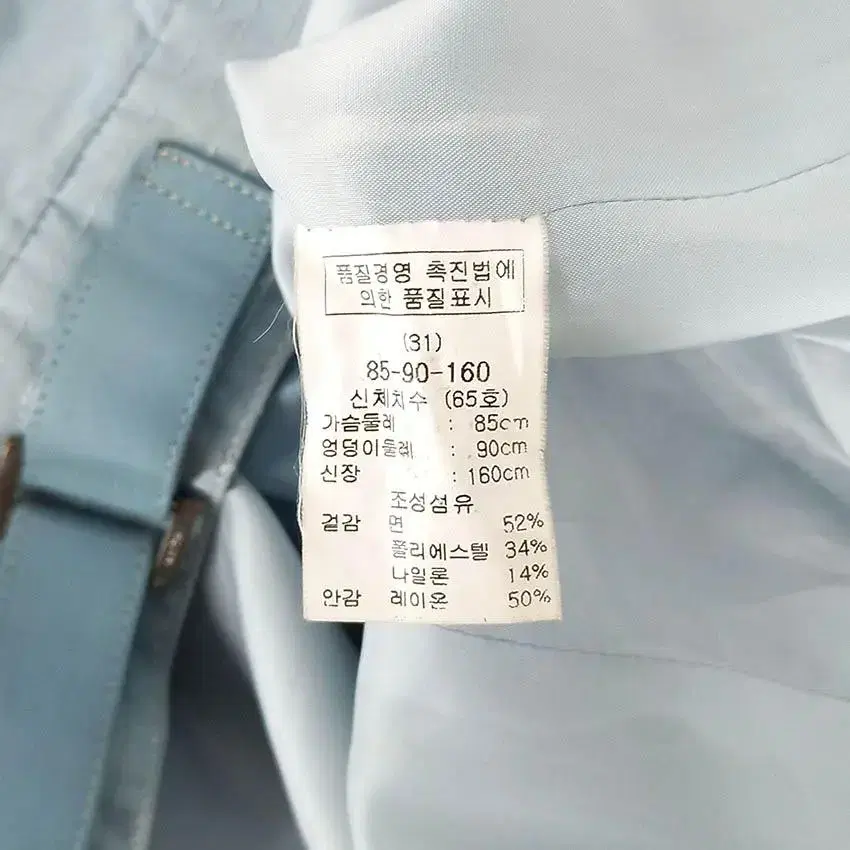 품질경영 촉진법에
의한 품질표시
(31)
85-90-160
신체치수 (65호)
가슴둘레 : 85cm
엉덩이둘레 : 90cm
신장 : 160cm
조성섬유
겉감 면 52%
폴리에스텔 34%
나일론 14%
안감 레이온 50%